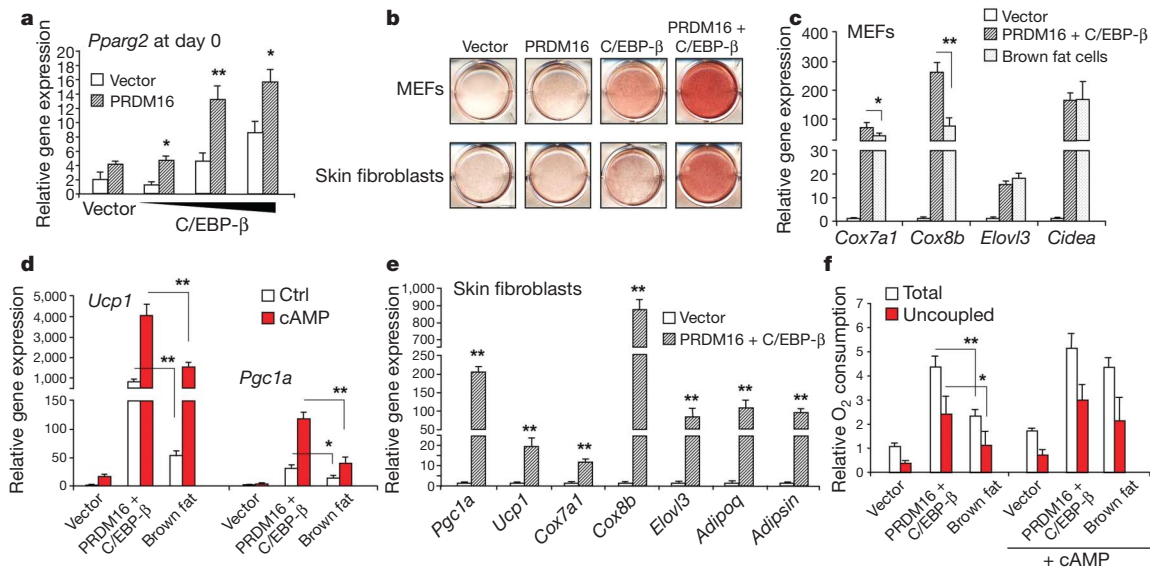 a
Pparg2 at day 0
Relative gene expression
20
18
16
14
12
10
8
6
4
2
0
Vector
PRDM16
*
**
*
Vector
C/EBP-β
b
Vector
PRDM16
C/EBP-β
PRDM16 +
C/EBP-β
MEFs
Skin fibroblasts
c
MEFs
Vector
PRDM16 + C/EBP-β
Brown fat cells
Relative gene expression
400
300
200
100
30
20
10
0
*
**
Cox7a1
Cox8b
Elovl3
Cidea
d
Ucp1
Ctrl
cAMP
Relative gene expression
5,000
4,000
3,000
2,000
1,000
150
100
50
0
**
**
Pgc1a
**
*
Vector
PRDM16 +
C/EBP-β
Brown fat
Vector
PRDM16 +
C/EBP-β
Brown fat
e
Skin fibroblasts
Vector
PRDM16 + C/EBP-β
Relative gene expression
1,000
900
800
700
600
250
200
150
100
50
20
10
0
**
**
**
**
**
**
**
Pgc1a
Ucp1
Cox7a1
Cox8b
Elovl3
Adipoq
Adipsin
f
Total
Uncoupled
Relative O2 consumption
7
6
5
4
3
2
1
0
**
*
Vector
PRDM16 +
C/EBP-β
Brown fat
Vector
PRDM16 +
C/EBP-β
Brown fat
+ cAMP